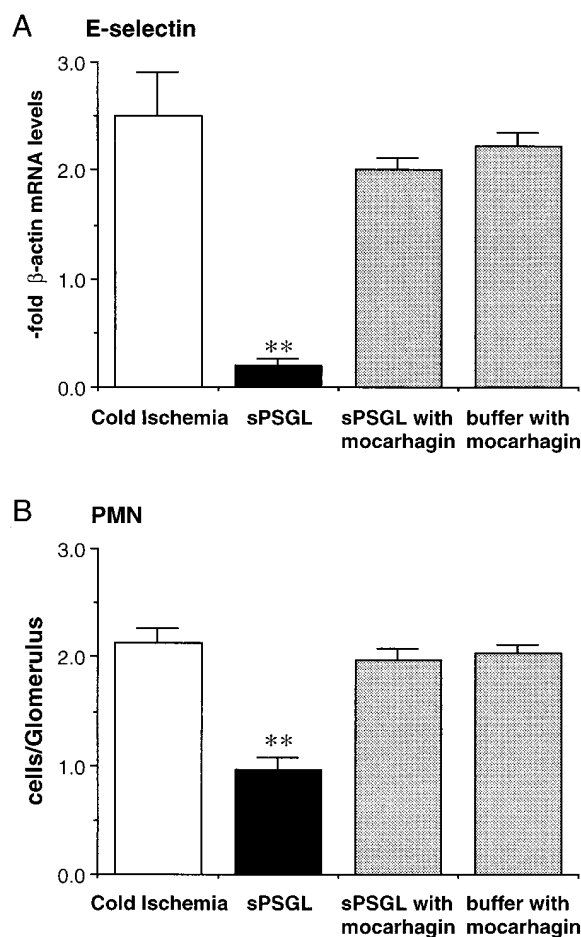 A
E-selectin
-fold β-actin mRNA levels
3.0
2.0
1.0
0.0
**
Cold Ischemia
sPSGL
sPSGL with
mocarhagin
buffer with
mocarhagin
B
PMN
cells/Glomerulus
3.0
2.0
1.0
0.0
**
Cold Ischemia
sPSGL
sPSGL with
mocarhagin
buffer with
mocarhagin